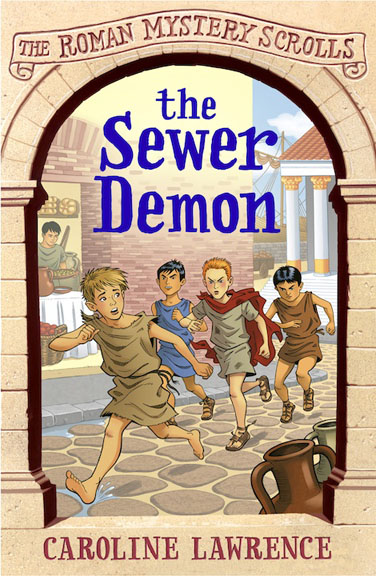 THE ROMAN MYSTERY SCROLLS
the
Sewer
Demon
CAROLINE LAWRENCE